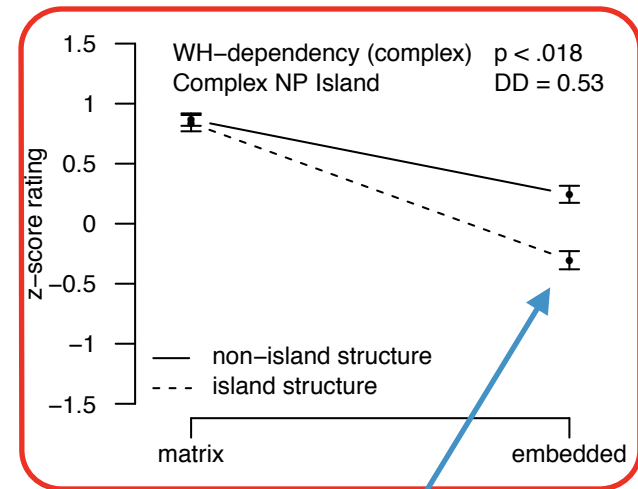 1.5
WH−dependency (complex) p < .018
Complex NP Island DD = 0.53
1
0.5
0
−0.5
−1
−1.5
z−score rating
non−island structure
island structure
matrix embedded